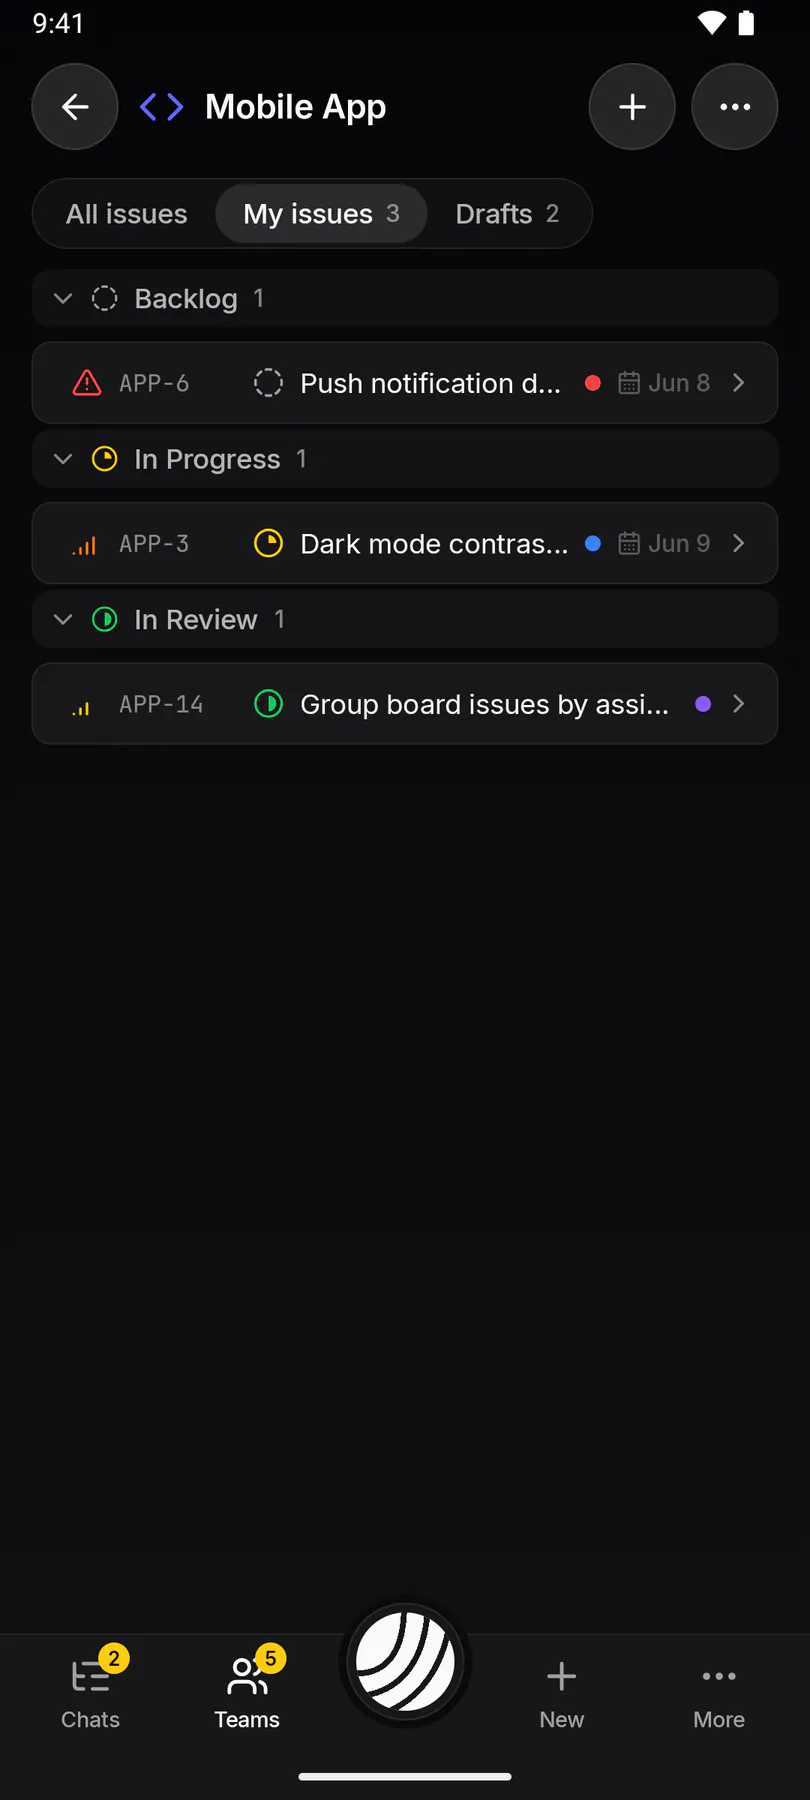 9:41
Mobile App
All issues
My issues 3
Drafts 2
Backlog 1
APP-6 Push notification d... Jun 8
In Progress 1
APP-3 Dark mode contras... Jun 9
In Review 1
APP-14 Group board issues by assi...
2
5
Chats
Teams
New
More